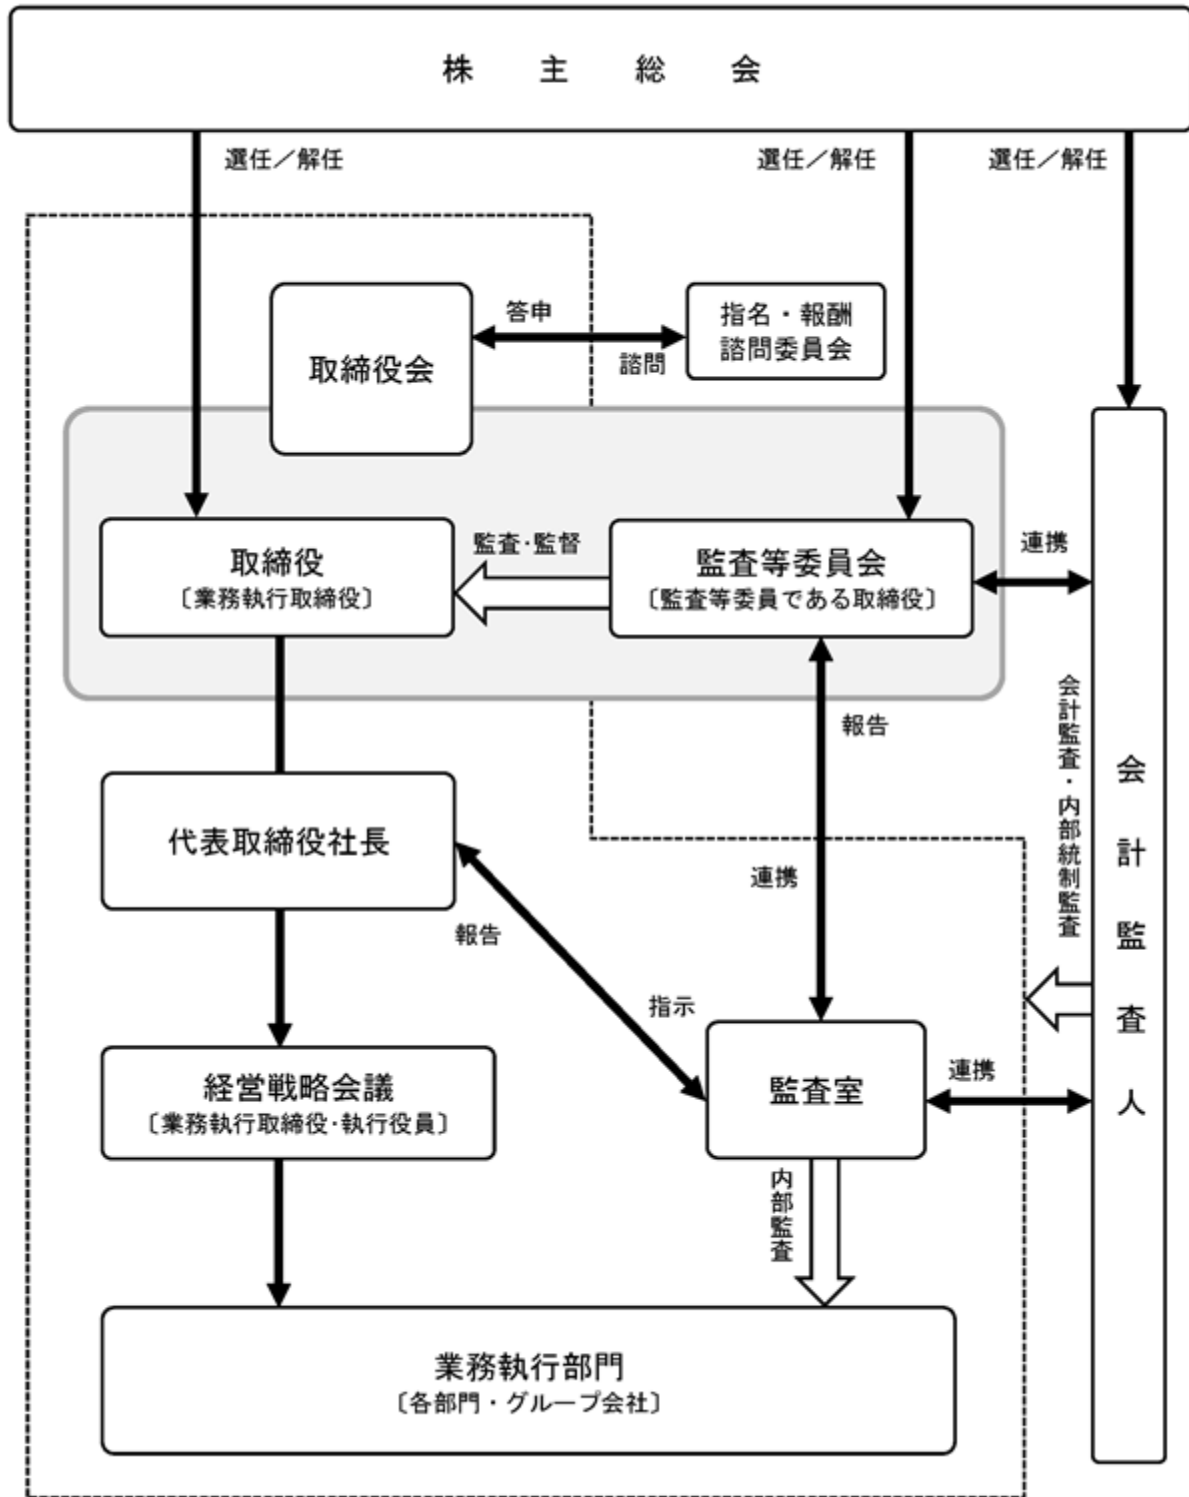 株主総会
選任／解任
選任／解任
選任／解任
取締役会
答申
諮問
指名・報酬
諮問委員会
取締役
〔業務執行取締役〕
監査･監督
監査等委員会
〔監査等委員である取締役〕
連携
報告
会計監査・内部統制監査
会計監査人
代表取締役社長
連携
報告
指示
経営戦略会議
〔業務執行取締役･執行役員〕
監査室
連携
内部監査
業務執行部門
〔各部門・グループ会社〕